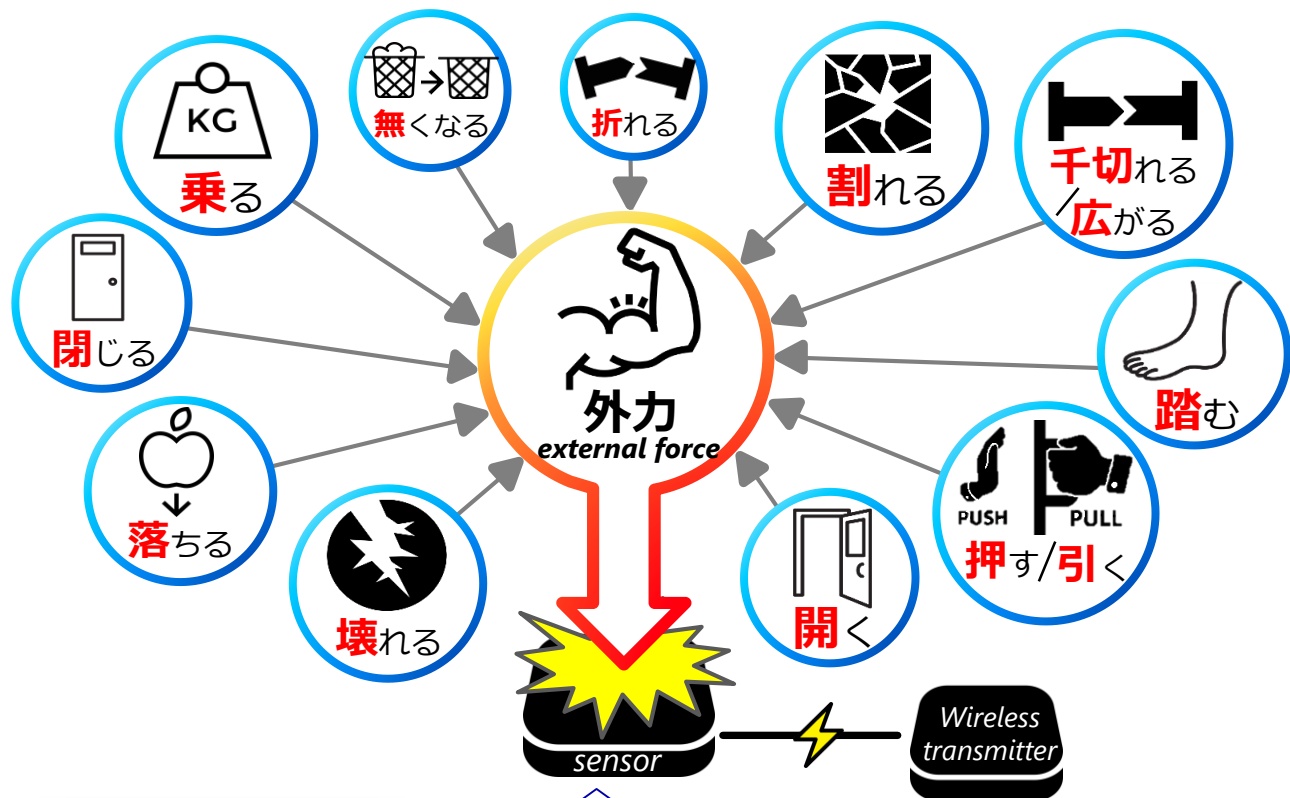 無くなる
折れる
KG
乗る
割れる
千切れる
/広がる
閉じる
外力
external force
踏む
落ちる
PUSH
PULL
押す/引く
壊れる
開く
sensor
Wireless
transmitter